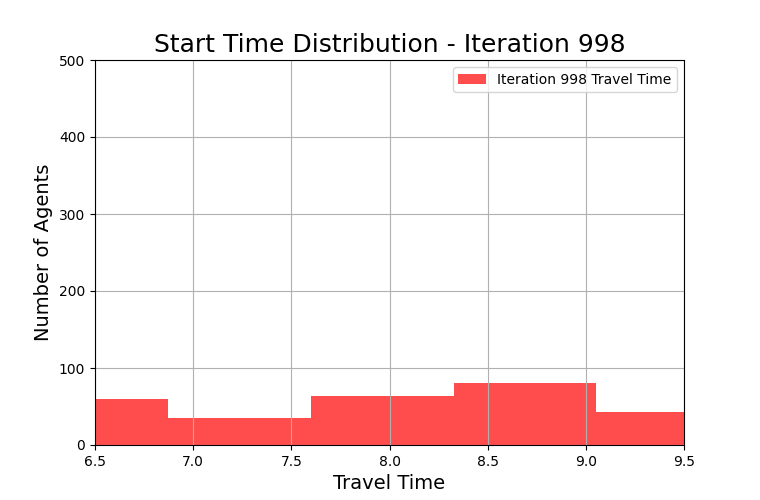 Start Time Distribution - Iteration 998
500
Iteration 998 Travel Time
400
300
200
100
0
Number of Agents
6.5 7.0 7.5 8.0 8.5 9.0 9.5
Travel Time